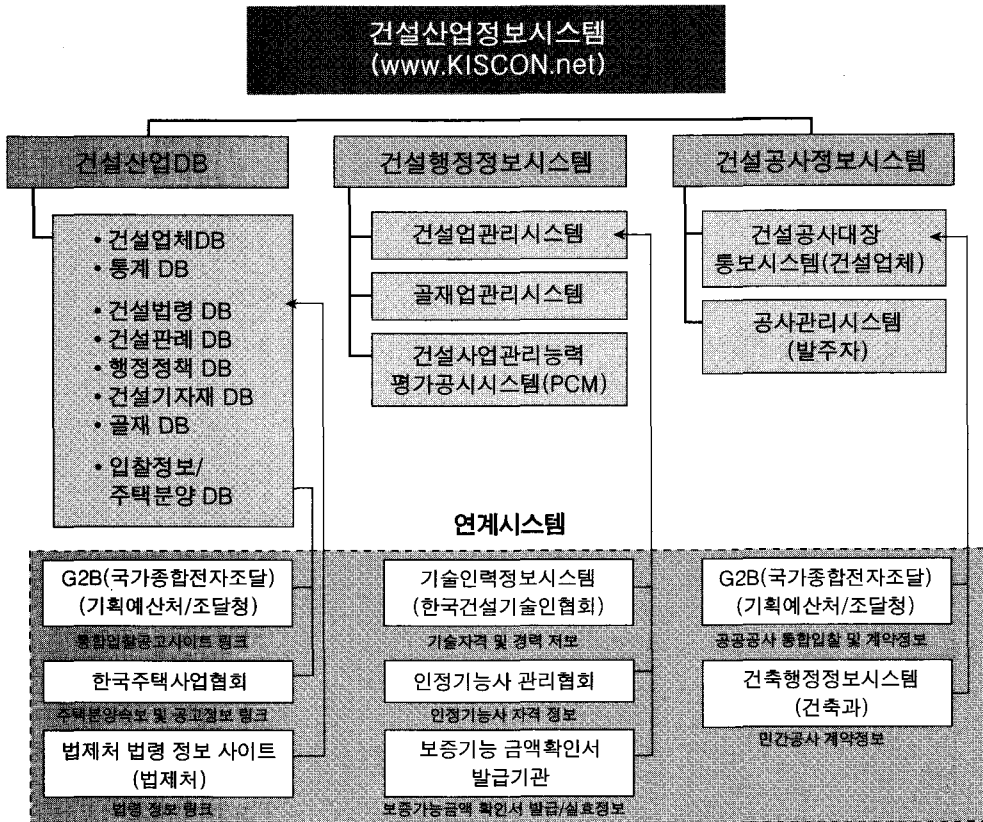 건설산업정보시스템
(www.KISCON.net)
건설산업DB
• 건설업체DB
• 통계 DB
• 건설법령 DB
• 건설판례 DB
• 행정정책 DB
• 건설기자재 DB
• 골재 DB
• 입찰정보/
주택분양 DB
건설행정정보시스템
건설업관리시스템
골재업관리시스템
건설사업관리능력
평가공시시스템(PCM)
건설공사정보시스템
건설공사대장
통보시스템(건설업체)
공사관리시스템
(발주자)
연계시스템
G2B(국가종합전자조달)
(기획예산처/조달청)
통합입찰공고사이트 링크
한국주택사업협회
주택분양속보 및 공고정보 링크
법제처 법령 정보 사이트
(법제처)
법령 정보 링크
기술인력정보시스템
(한국건설기술인협회)
기술자격 및 경력 저보
인정기능사 관리협회
인정기능사 자격 정보
보증기능 금액확인서
발급기관
보증가능금액 확인서 발급/실효정보
G2B(국가종합전자조달)
(기획예산처/조달청)
공공공사 통합입찰 및 계약정보
건축행정정보시스템
(건축과)
민간공사 계약정보